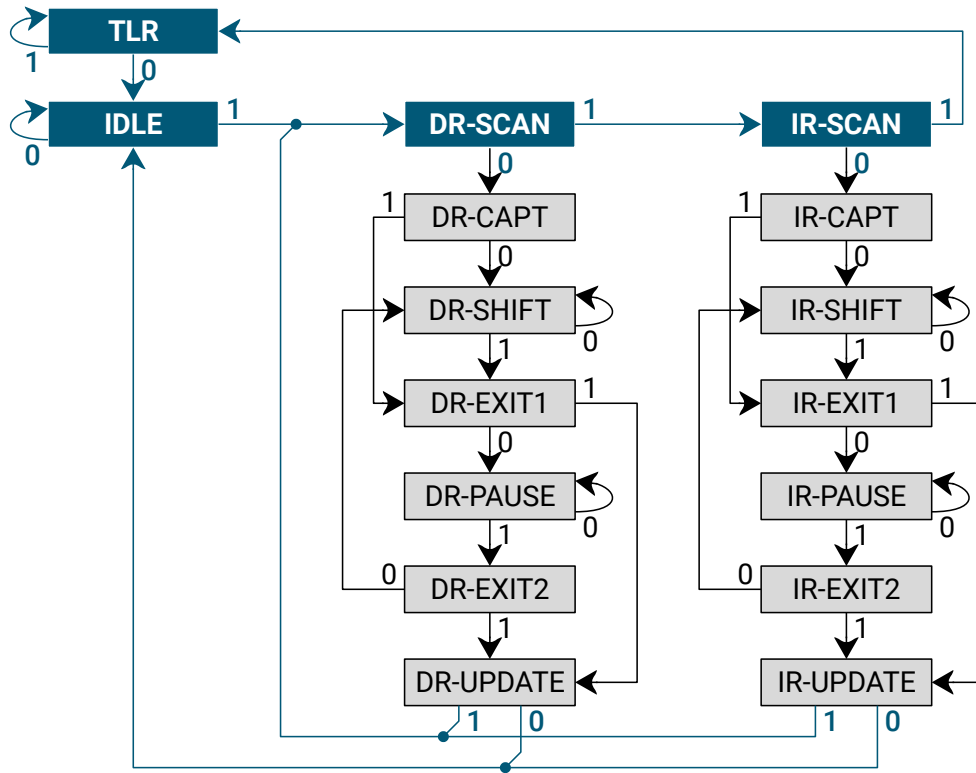 TLR
1
0
IDLE
1
DR-SCAN
1
IR-SCAN
1
0
0
0
1
DR-CAPT
1
IR-CAPT
0
0
DR-SHIFT
IR-SHIFT
1
0
1
0
DR-EXIT1
1
IR-EXIT1
1
0
0
DR-PAUSE
IR-PAUSE
1
0
1
0
0
DR-EXIT2
0
IR-EXIT2
1
1
DR-UPDATE
IR-UPDATE
1
0
1
0